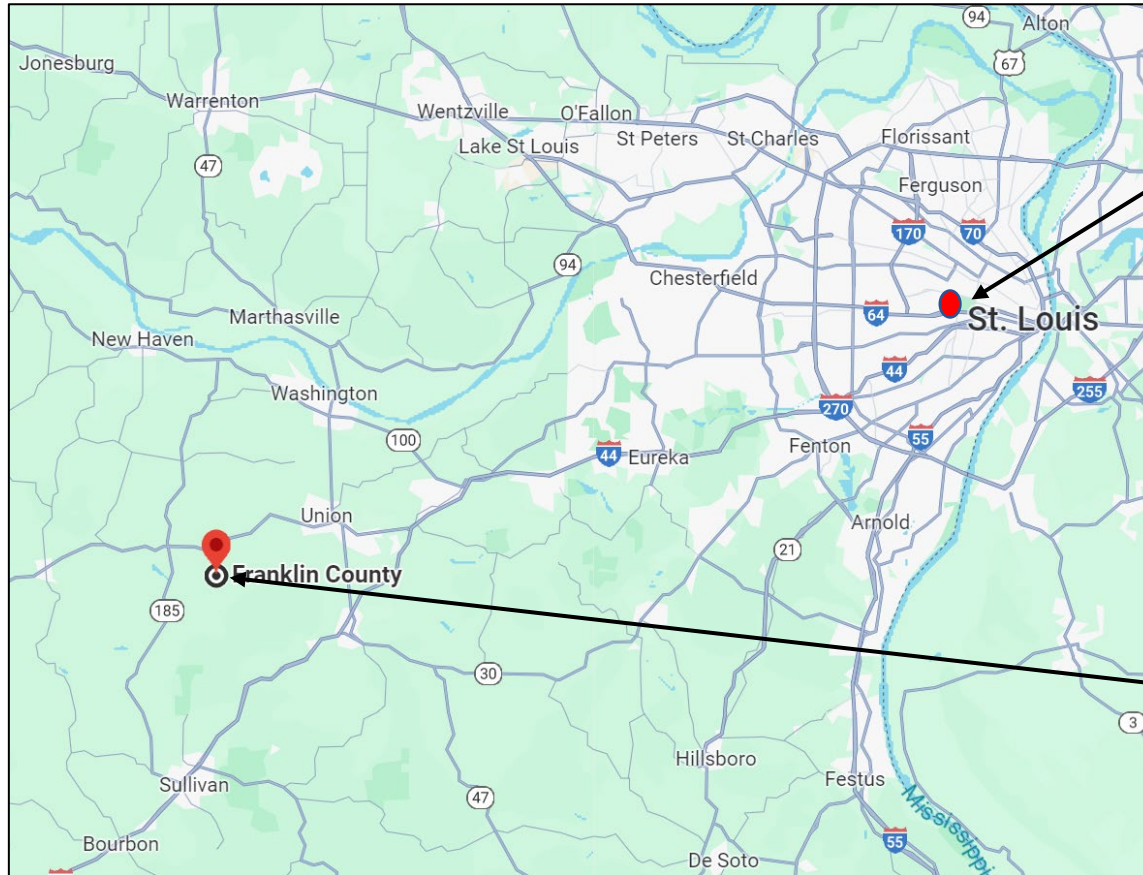 94
Alton
67
Jonesburg
Warrenton
Wentzville
O'Fallon
St Peters
St Charles
Florissant
Lake St Louis
47
Ferguson
170
70
94
Chesterfield
64
St. Louis
Marthasville
New Haven
44
255
Washington
270
100
55
44
Eureka
Fenton
Union
Arnold
21
Franklin County
185
30
3
Hillsboro
Sullivan
Festus
47
Mississippi
Bourbon
55
De Soto